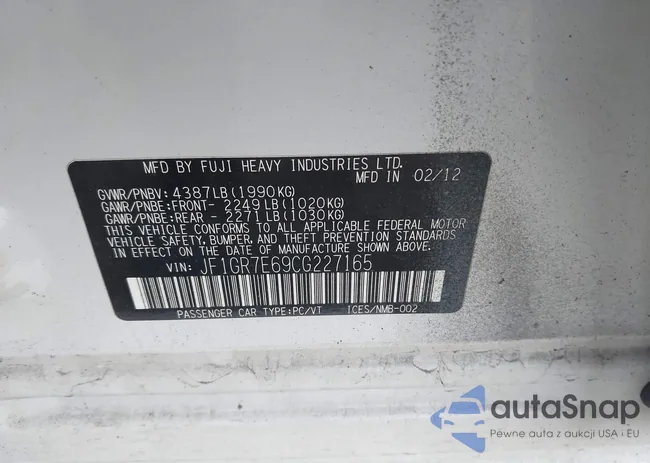 MFD BY FUJI HEAVY INDUSTRIES LTD.
MFD IN 02/12
GVWR/PNBV: 4387LB(1990KG)
GAWR/PNBE:FRONT- 2249LB(1020KG)
GAWR/PNBE:REAR - 2271LB(1030KG)
THIS VEHICLE CONFORMS TO ALL APPLICABLE FEDERAL MOTOR
VEHICLE SAFETY, BUMPER, AND THEFT PREVENTION STANDARDS
IN EFFECT ON THE DATE OF MANUFACTURE SHOWN ABOVE.
VIN: JF1GR7E69CG227165
PASSENGER CAR TYPE:PC/VT ICES/NMB-002
autaSnap
Pewne auta z aukcji USA i EU